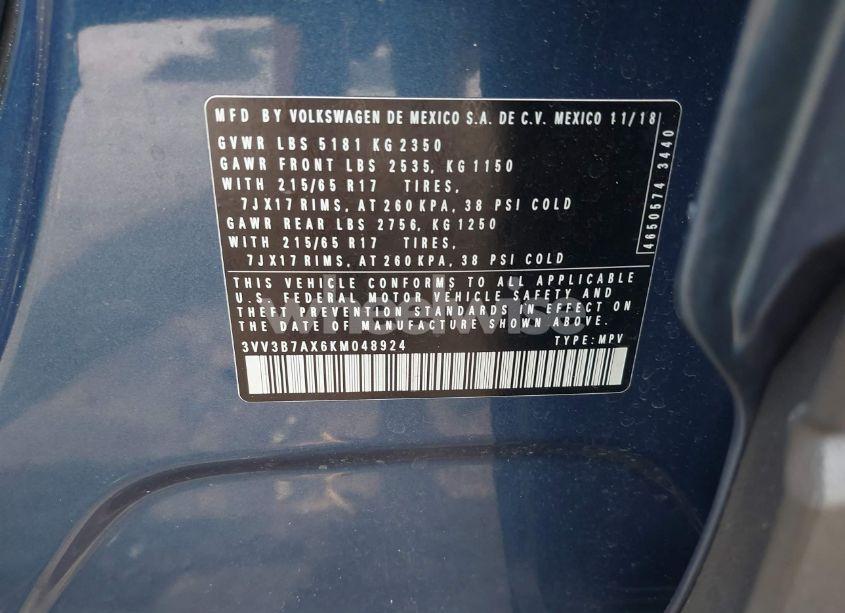 MFD BY VOLKSWAGEN DE MEXICO S.A. DE C.V. MEXICO 11/18
GVWR LBS 5181 KG 2350
GAWR FRONT LBS 2535, KG 1150
WITH 215/65 R17 TIRES,
7JX17 RIMS, AT 260 KPA, 38 PSI COLD
GAWR REAR LBS 2756, KG 1250
WITH 215/65 R17 TIRES,
7JX17 RIMS, AT 260 KPA, 38 PSI COLD
4650574 3440
THIS VEHICLE CONFORMS TO ALL APPLICABLE
U.S. FEDERAL MOTOR VEHICLE SAFETY AND
THEFT PREVENTION STANDARDS IN EFFECT ON
THE DATE OF MANUFACTURE SHOWN ABOVE.
3VV3B7AX6KM048924 TYPE: MPV